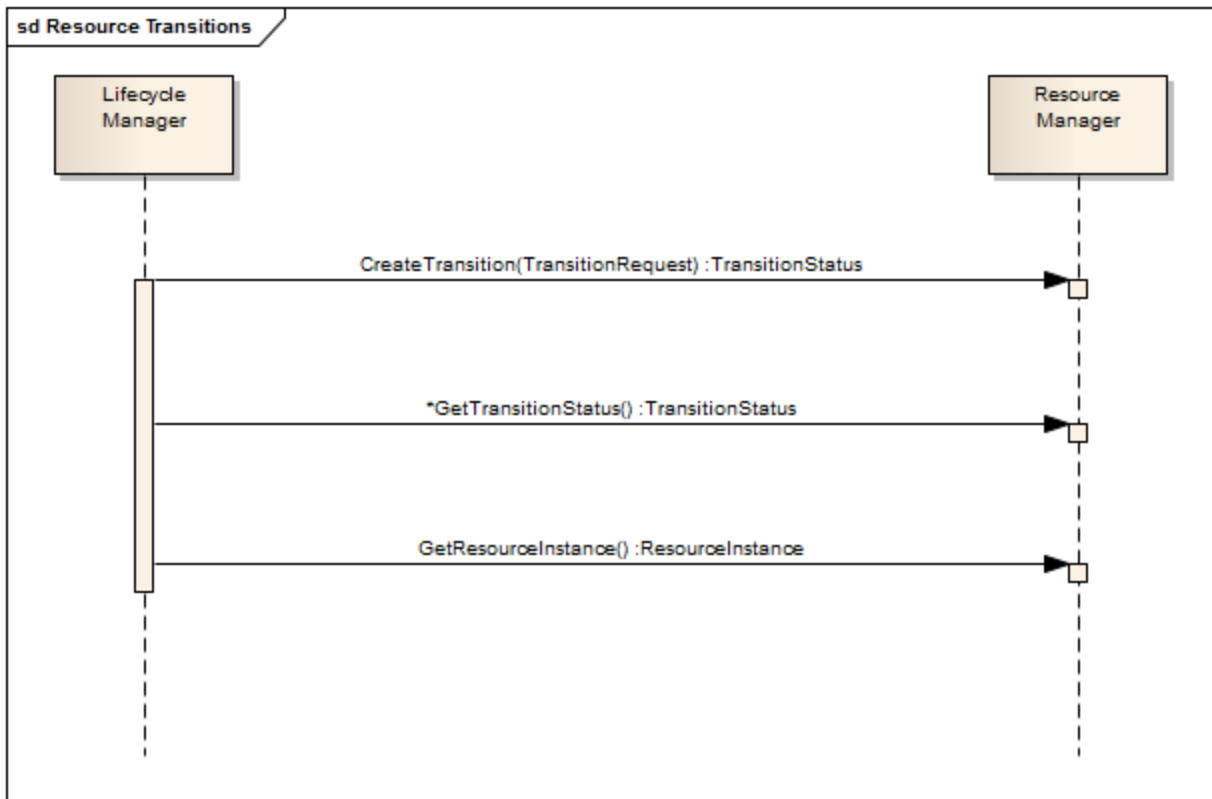 sd Resource Transitions
Lifecycle
Manager
Resource
Manager
CreateTransition(TransitionRequest) :TransitionStatus
*GetTransitionStatus() :TransitionStatus
GetResourceInstance() :ResourceInstance